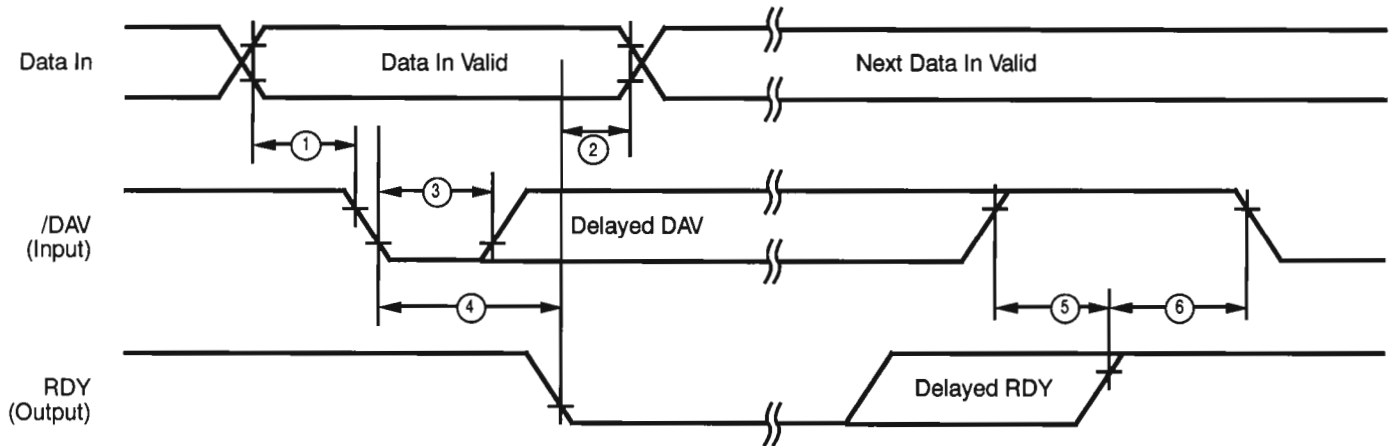 Data In
Data In Valid
Next Data In Valid
1
2
3
/DAV
(Input)
Delayed DAV
4
5
6
RDY
(Output)
Delayed RDY